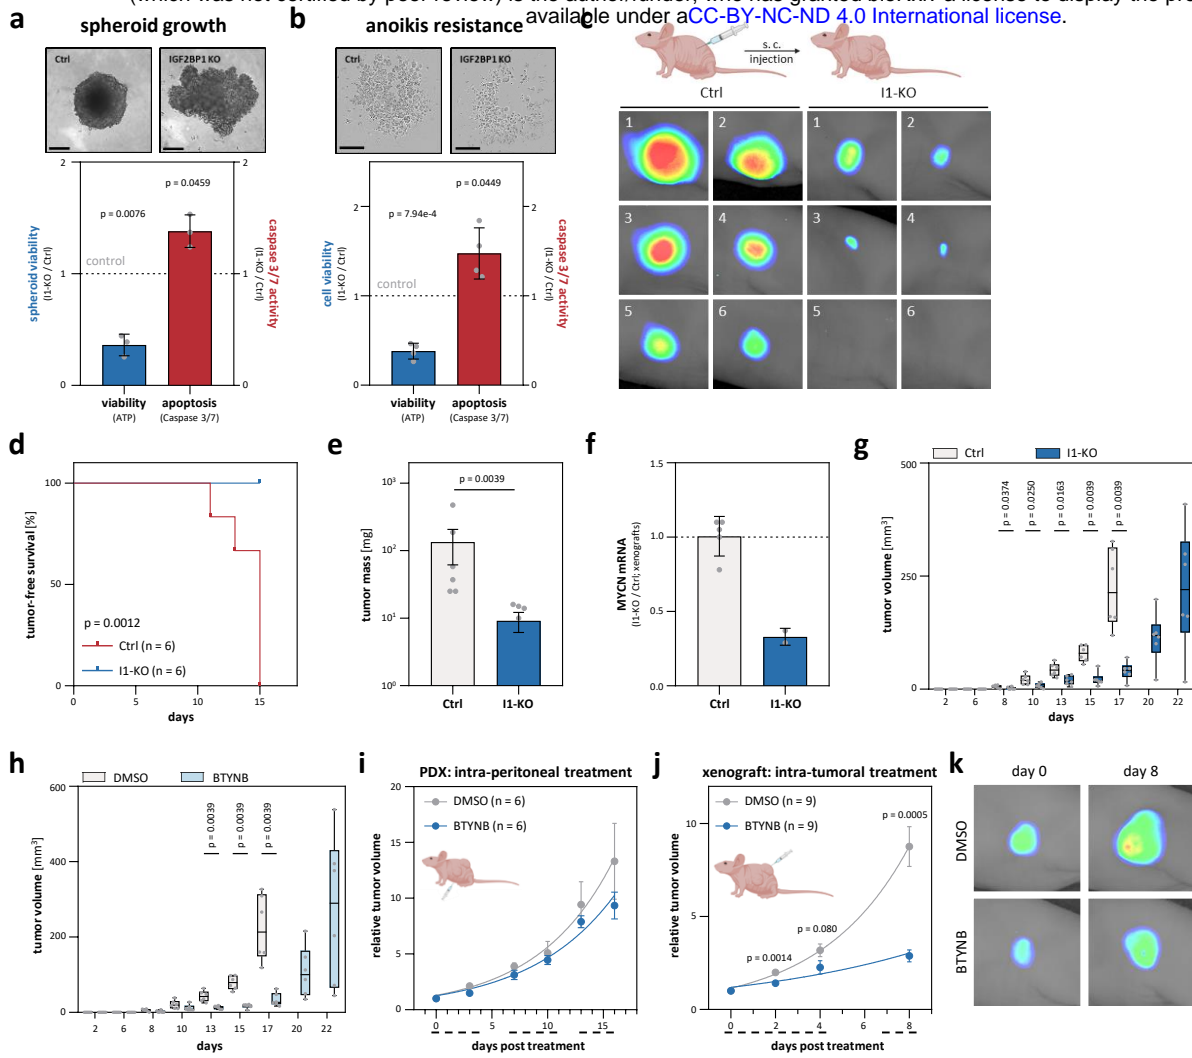 (which was not certified by peer review) is the author/funder, who has granted bioRxiv a license to display the pre
available under aCC-BY-NC-ND 4.0 International license.
a spheroid growth
Ctrl
IGF2BP1 KO
2
2
p = 0.0459
p = 0.0076
control
1
1
0
0
spheroid viability
(I1-KO / Ctrl)
caspase 3/7 activity
(I1-KO / Ctrl)
viability
(ATP)
apoptosis
(Caspase 3/7)
b anoikis resistance
Ctrl
IGF2BP1 KO
p = 0.0449
p = 7.94e-4
2
2
control
1
1
0
0
cell viability
(I1-KO / Ctrl)
caspase 3/7 activity
(I1-KO / Ctrl)
viability
(ATP)
apoptosis
(Caspase 3/7)
c
s. c.
injection
Ctrl
I1-KO
1 2 1 2
3 4 3 4
5 6 5 6
d
tumor-free survival [%]
100
50
0
p = 0.0012
Ctrl (n = 6)
I1-KO (n = 6)
0 5 10 15
days
e
tumor mass [mg]
10³
10²
10¹
10⁰
p = 0.0039
Ctrl I1-KO
f
MYCN mRNA
(I1-KO / Ctrl; xenografts)
1.5
1.0
0.5
0.0
Ctrl I1-KO
g
Ctrl I1-KO
tumor volume [mm³]
500
250
0
p = 0.0374
p = 0.0250
p = 0.0163
p = 0.0039
p = 0.0039
2 6 8 10 13 15 17 20 22
days
h
DMSO BTYNB
tumor volume [mm³]
600
400
200
0
p = 0.0039
p = 0.0039
p = 0.0039
2 6 8 10 13 15 17 20 22
days
i PDX: intra-peritoneal treatment
relative tumor volume
20
15
10
5
0
DMSO (n = 6)
BTYNB (n = 6)
0 5 10 15
days post treatment
j xenograft: intra-tumoral treatment
relative tumor volume
10
5
0
DMSO (n = 9)
BTYNB (n = 9)
p = 0.0005
p = 0.080
p = 0.0014
0 2 4 6 8
days post treatment
k
day 0 day 8
DMSO
BTYNB